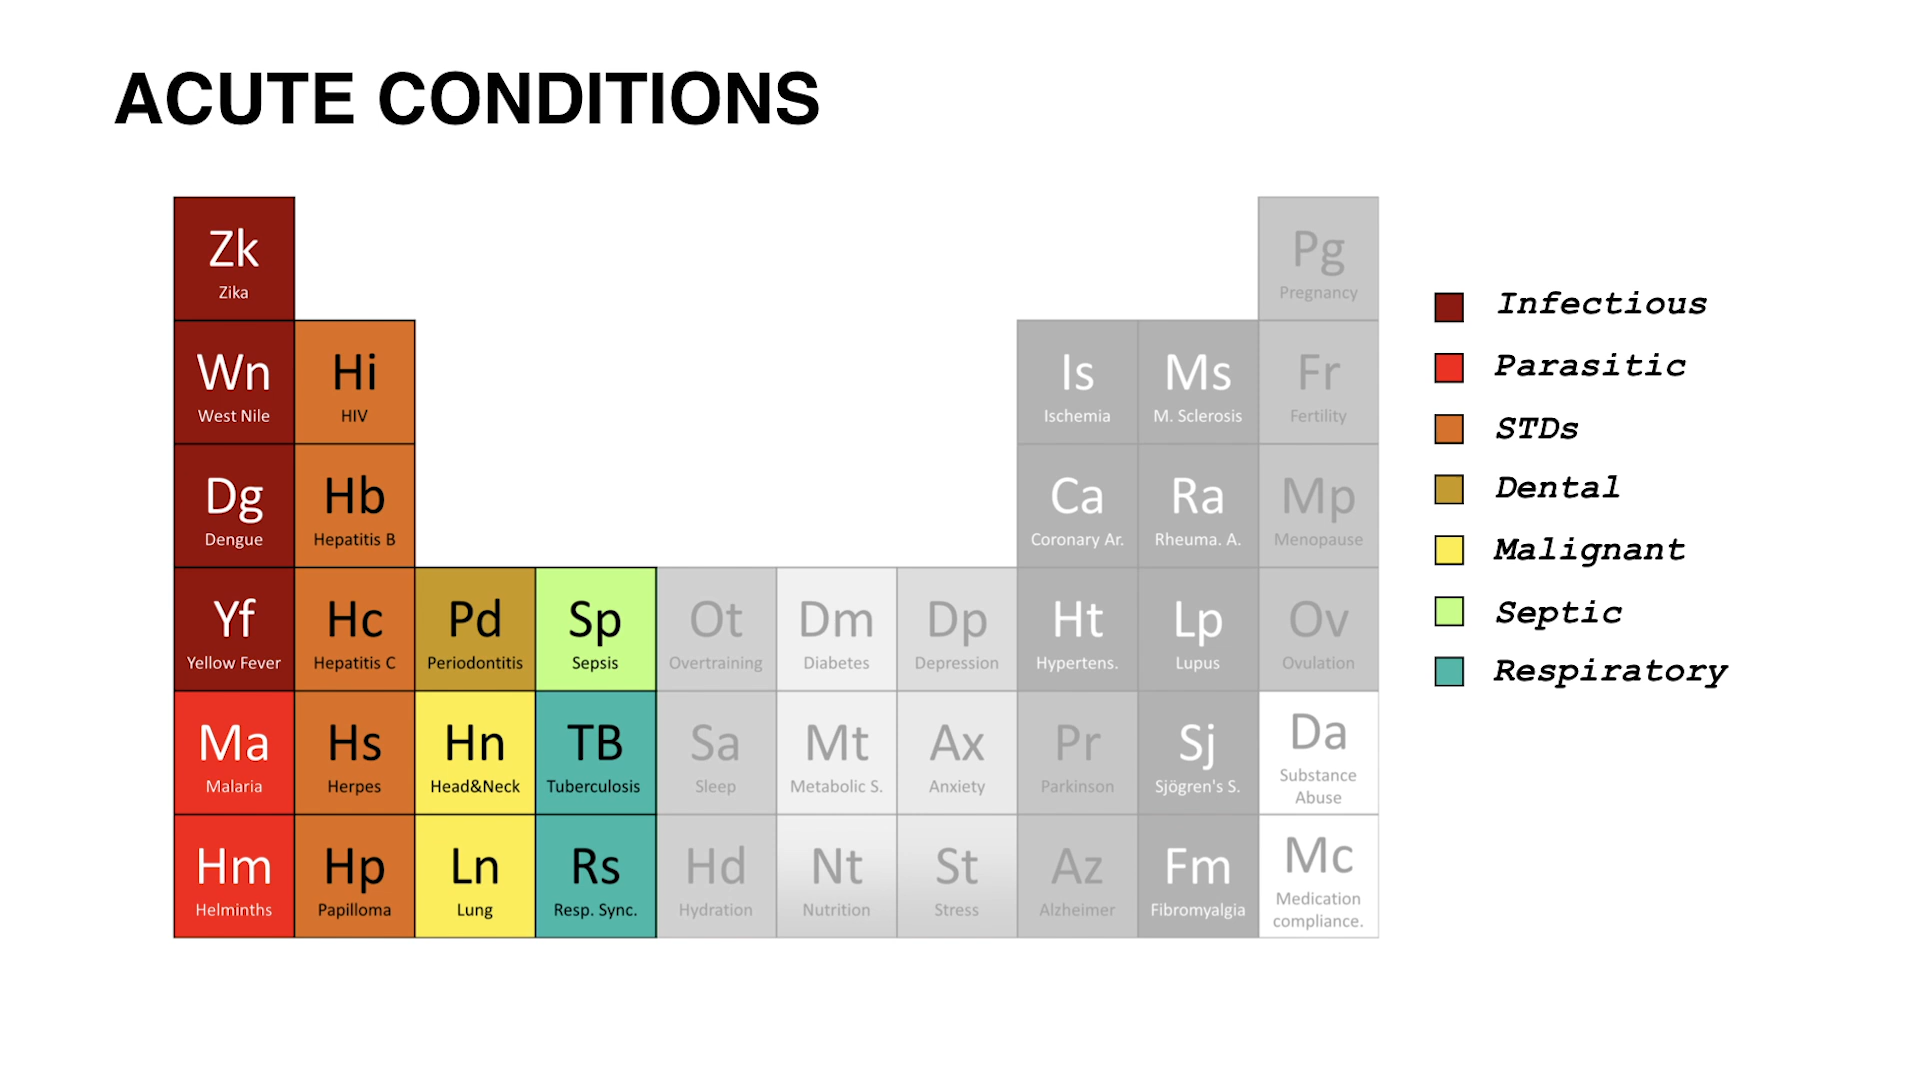 ACUTE CONDITIONS
Zk
Zika
Pg
Pregnancy
Wn
West Nile
Hi
HIV
Is
Ischemia
Ms
M. Sclerosis
Fr
Fertility
Dg
Dengue
Hb
Hepatitis B
Ca
Coronary Ar.
Ra
Rheuma. A.
Mp
Menopause
Yf
Yellow Fever
Hc
Hepatitis C
Pd
Periodontitis
Sp
Sepsis
Ot
Overtraining
Dm
Diabetes
Dp
Depression
Ht
Hypertens.
Lp
Lupus
Ov
Ovulation
Ma
Malaria
Hs
Herpes
Hn
Head&Neck
TB
Tuberculosis
Sa
Sleep
Mt
Metabolic S.
Ax
Anxiety
Pr
Parkinson
Sj
Sjögren's S.
Da
Substance
Abuse
Hm
Helminths
Hp
Papilloma
Ln
Lung
Rs
Resp. Sync.
Hd
Hydration
Nt
Nutrition
St
Stress
Az
Alzheimer
Fm
Fibromyalgia
Mc
Medication
compliance.
Infectious
Parasitic
STDs
Dental
Malignant
Septic
Respiratory